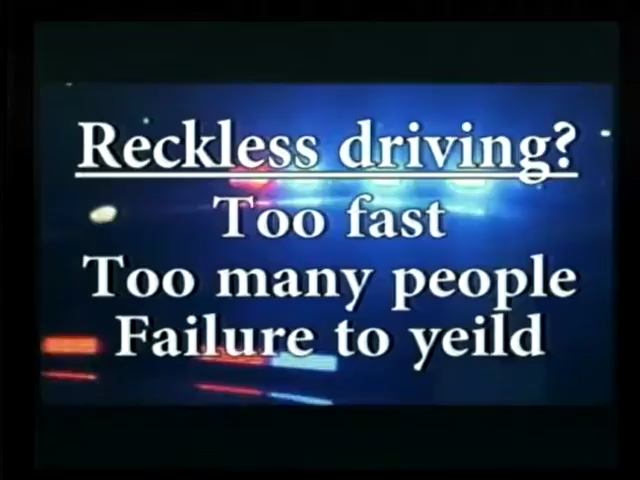 Reckless driving?
Too fast
Too many people
Failure to yeild